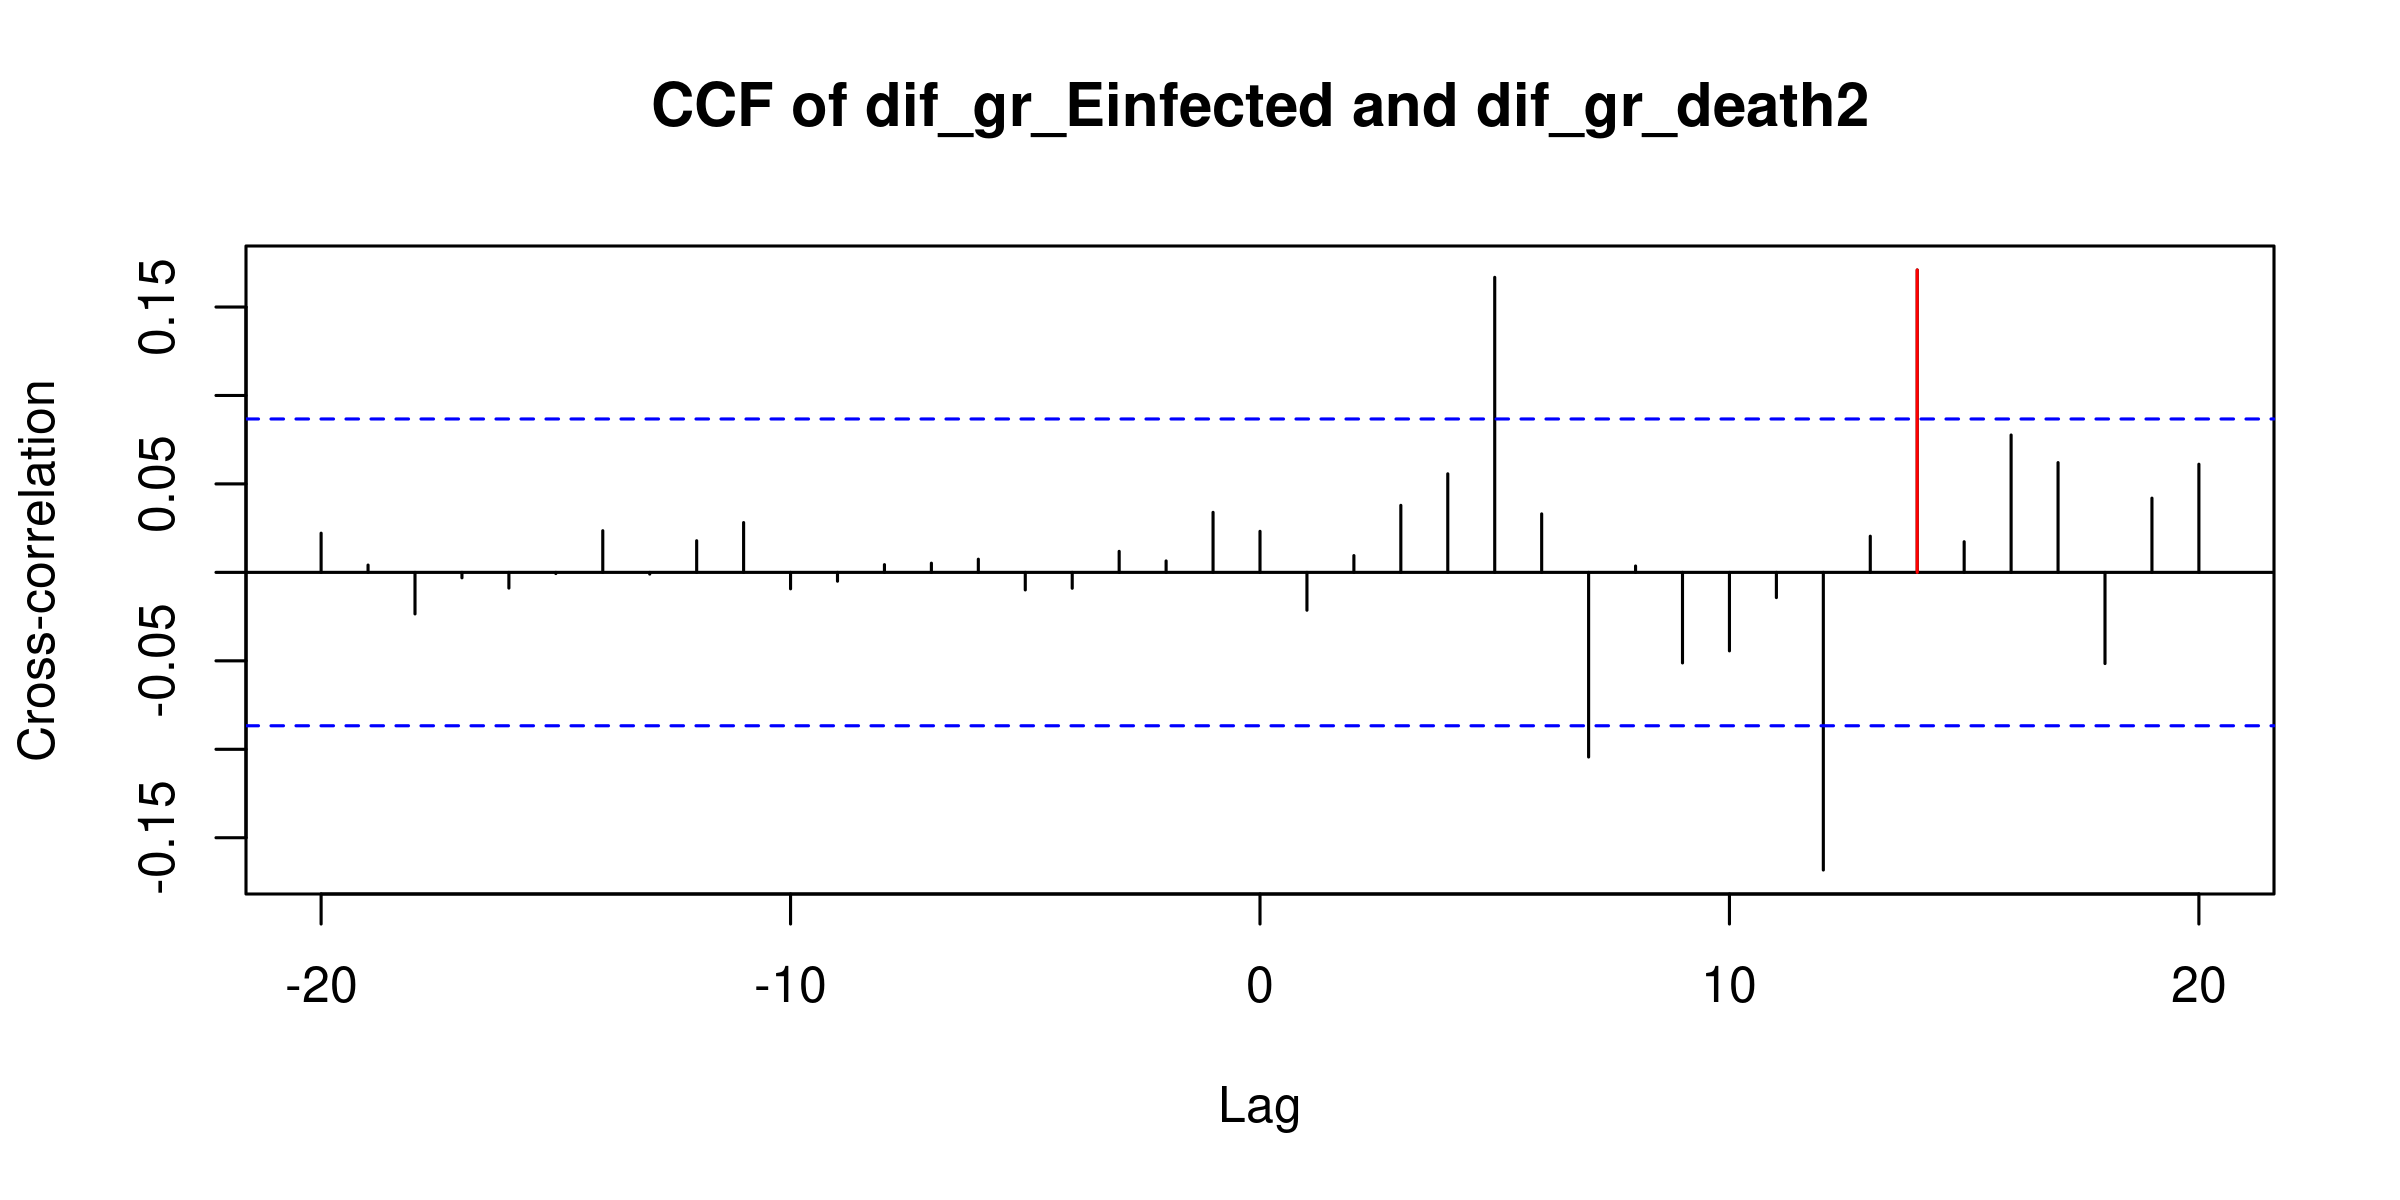 CCF of dif_gr_Einfected and dif_gr_death2
Cross-correlation
0.15
0.05
-0.05
-0.15
-20 -10 0 10 20
Lag